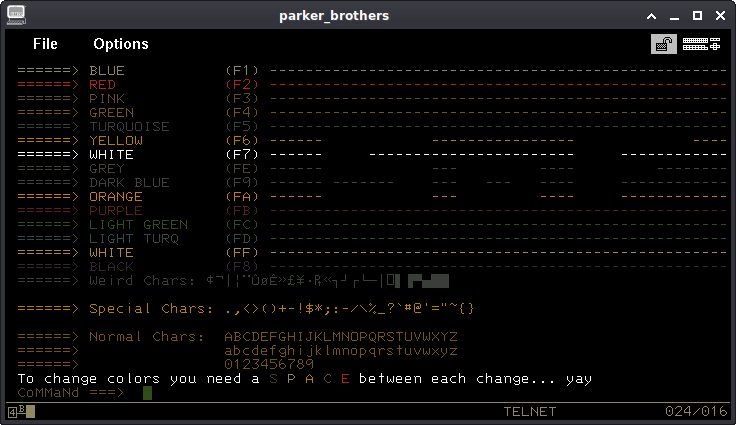 parker_brothers
File Options
======> BLUE (F1) ---------------------------------------------------
======> RED (F2) ---------------------------------------------------
======> PINK (F3) ---------------------------------------------------
======> GREEN (F4) ---------------------------------------------------
======> TURQUOISE (F5) ---------------------------------------------------
======> YELLOW (F6) ------ ---------------- ----
======> WHITE (F7) ------ ----------------------- ------------
======> GREY (FE) --- ------------
======> DARK BLUE (F9) ------- --- ------------
======> ORANGE (FA) ------------------ --- ------------
======> PURPLE (FB) ---------------------------------------------------
======> LIGHT GREEN (FC) ---------------------------------------------------
======> LIGHT TURQ (FD) ---------------------------------------------------
======> WHITE (FF) ---------------------------------------------------
======> BLACK (F8) ---------------------------------------------------
======> Weird Chars:
======> Special Chars: .,<>()+-!$*;:-/\%_?`#@'="~{}
======> Normal Chars: ABCDEFGHIJKLMNOPQRSTUVWXYZ
======> abcdefghijklmnopqrstuvwxyz
======> 0123456789
To change colors you need a S P A C E between each change... yay
CoMMaNd ===>
4 B TELNET 024/016